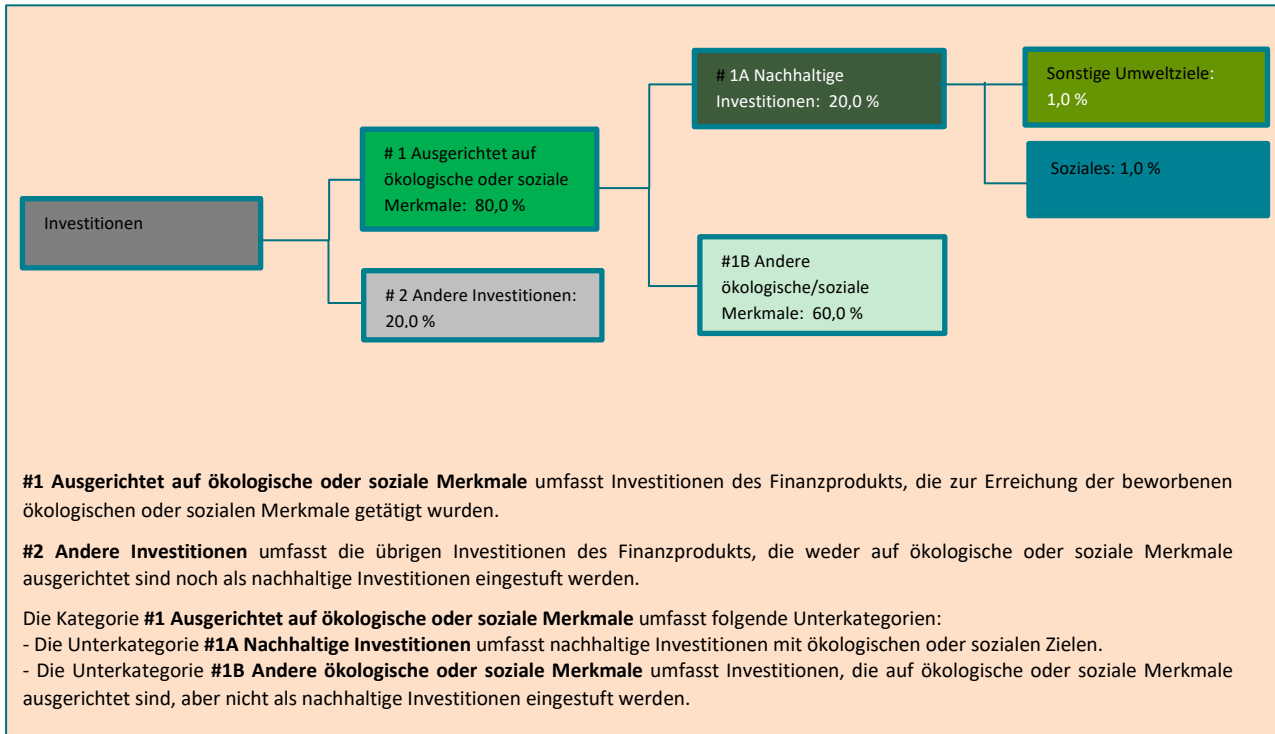 Investitionen
# 1 Ausgerichtet auf
ökologische oder soziale
Merkmale: 80,0 %
# 2 Andere Investitionen:
20,0 %
# 1A Nachhaltige
Investitionen: 20,0 %
#1B Andere
ökologische/soziale
Merkmale: 60,0 %
Sonstige Umweltziele:
1,0 %
Soziales: 1,0 %
#1 Ausgerichtet auf ökologische oder soziale Merkmale umfasst Investitionen des Finanzprodukts, die zur Erreichung der beworbenen
ökologischen oder sozialen Merkmale getätigt wurden.
#2 Andere Investitionen umfasst die übrigen Investitionen des Finanzprodukts, die weder auf ökologische oder soziale Merkmale
ausgerichtet sind noch als nachhaltige Investitionen eingestuft werden.
Die Kategorie #1 Ausgerichtet auf ökologische oder soziale Merkmale umfasst folgende Unterkategorien:
- Die Unterkategorie #1A Nachhaltige Investitionen umfasst nachhaltige Investitionen mit ökologischen oder sozialen Zielen.
- Die Unterkategorie #1B Andere ökologische oder soziale Merkmale umfasst Investitionen, die auf ökologische oder soziale Merkmale
ausgerichtet sind, aber nicht als nachhaltige Investitionen eingestuft werden.